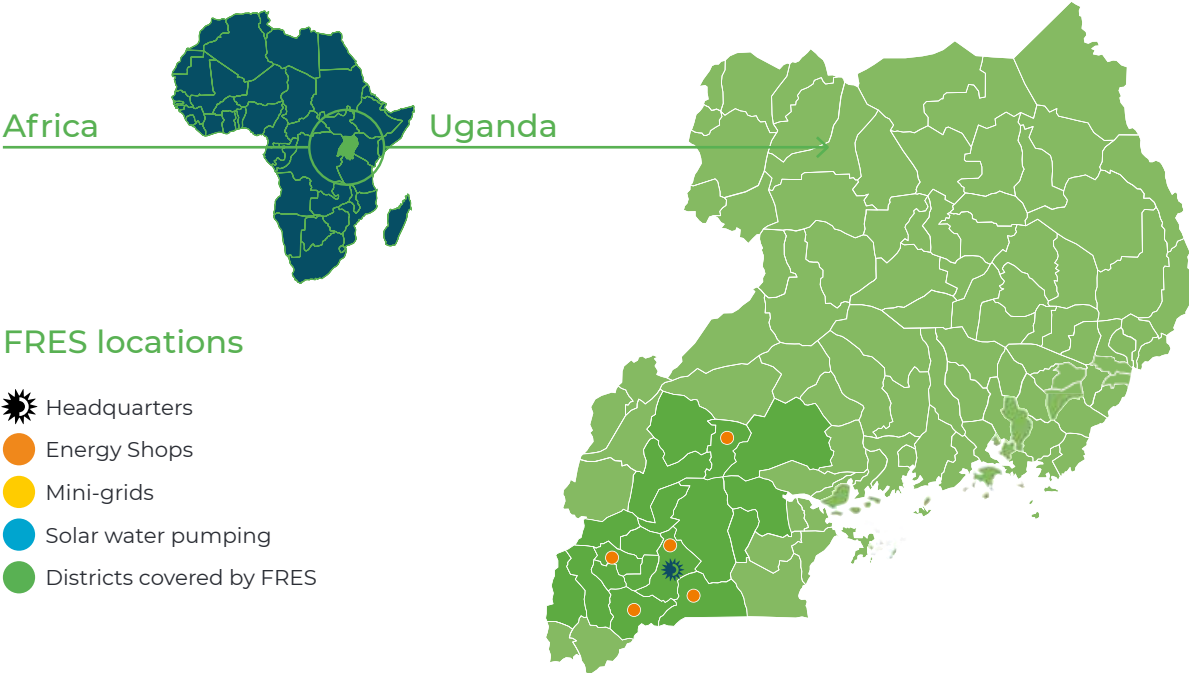 Africa
Uganda
FRES locations
Headquarters
Energy Shops
Mini-grids
Solar water pumping
Districts covered by FRES